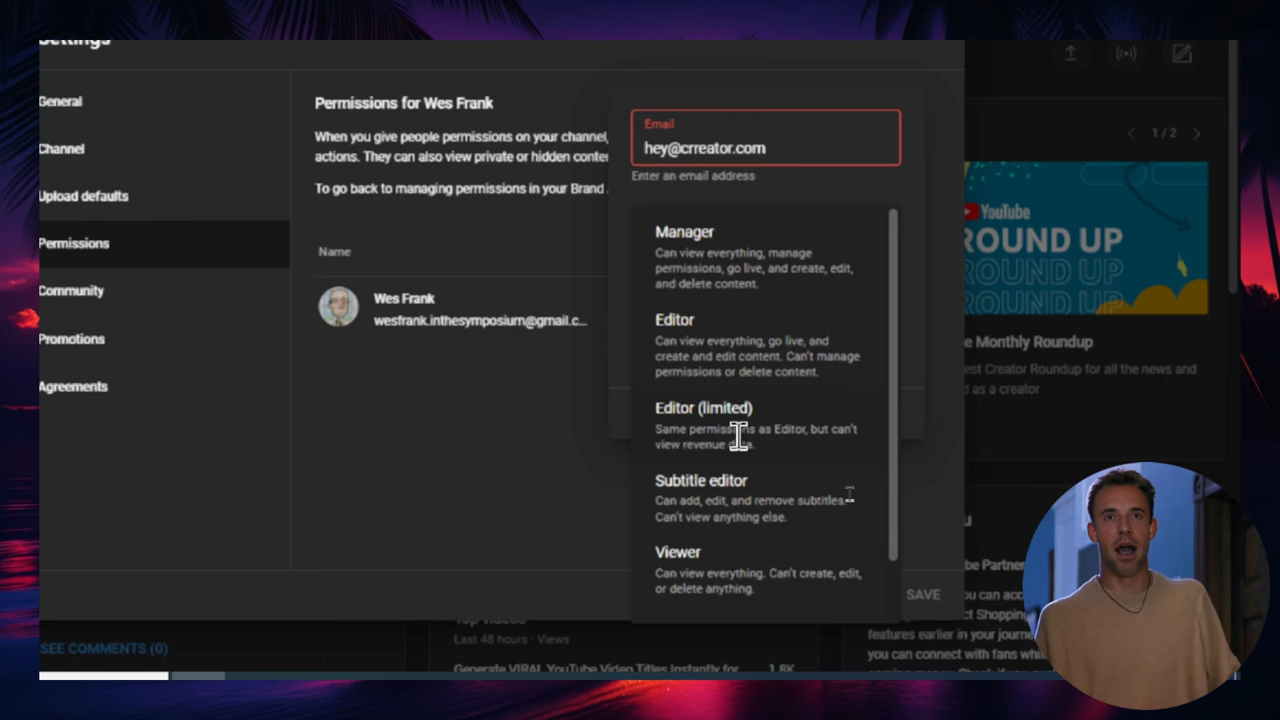 Settings
General
Channel
Upload defaults
Permissions
Community
Promotions
Agreements
Permissions for Wes Frank
When you give people permissions on your channel,
actions. They can also view private or hidden conter
To go back to managing permissions in your Brand
Name
Wes Frank
wesfrank.inthesymposium@gmail.c...
Email
hey@crreator.com
Enter an email address
Manager
Can view everything, manage
permissions, go live, and create, edit,
and delete content.
Editor
Can view everything, go live, and
create and edit content. Can't manage
permissions or delete content.
Editor (limited)
Same permissions as Editor, but can't
view revenue data.
Subtitle editor
Can add, edit, and remove subtitles.
Can't view anything else.
Viewer
Can view everything. Can't create, edit,
or delete anything.
SAVE
1 / 2
YouTube
ROUND UP
ROUND UP
ROUND UP
e Monthly Roundup
est Creator Roundup for all the news and
d as a creator
u
be Partner
ou can acc
ct Shopping
features earlier in your journe
you can connect with fans whil
SEE COMMENTS (0)
Top videos
Last 48 hours · Views
Generate VIRAL YouTube Video Titles Instantly for
1.8K